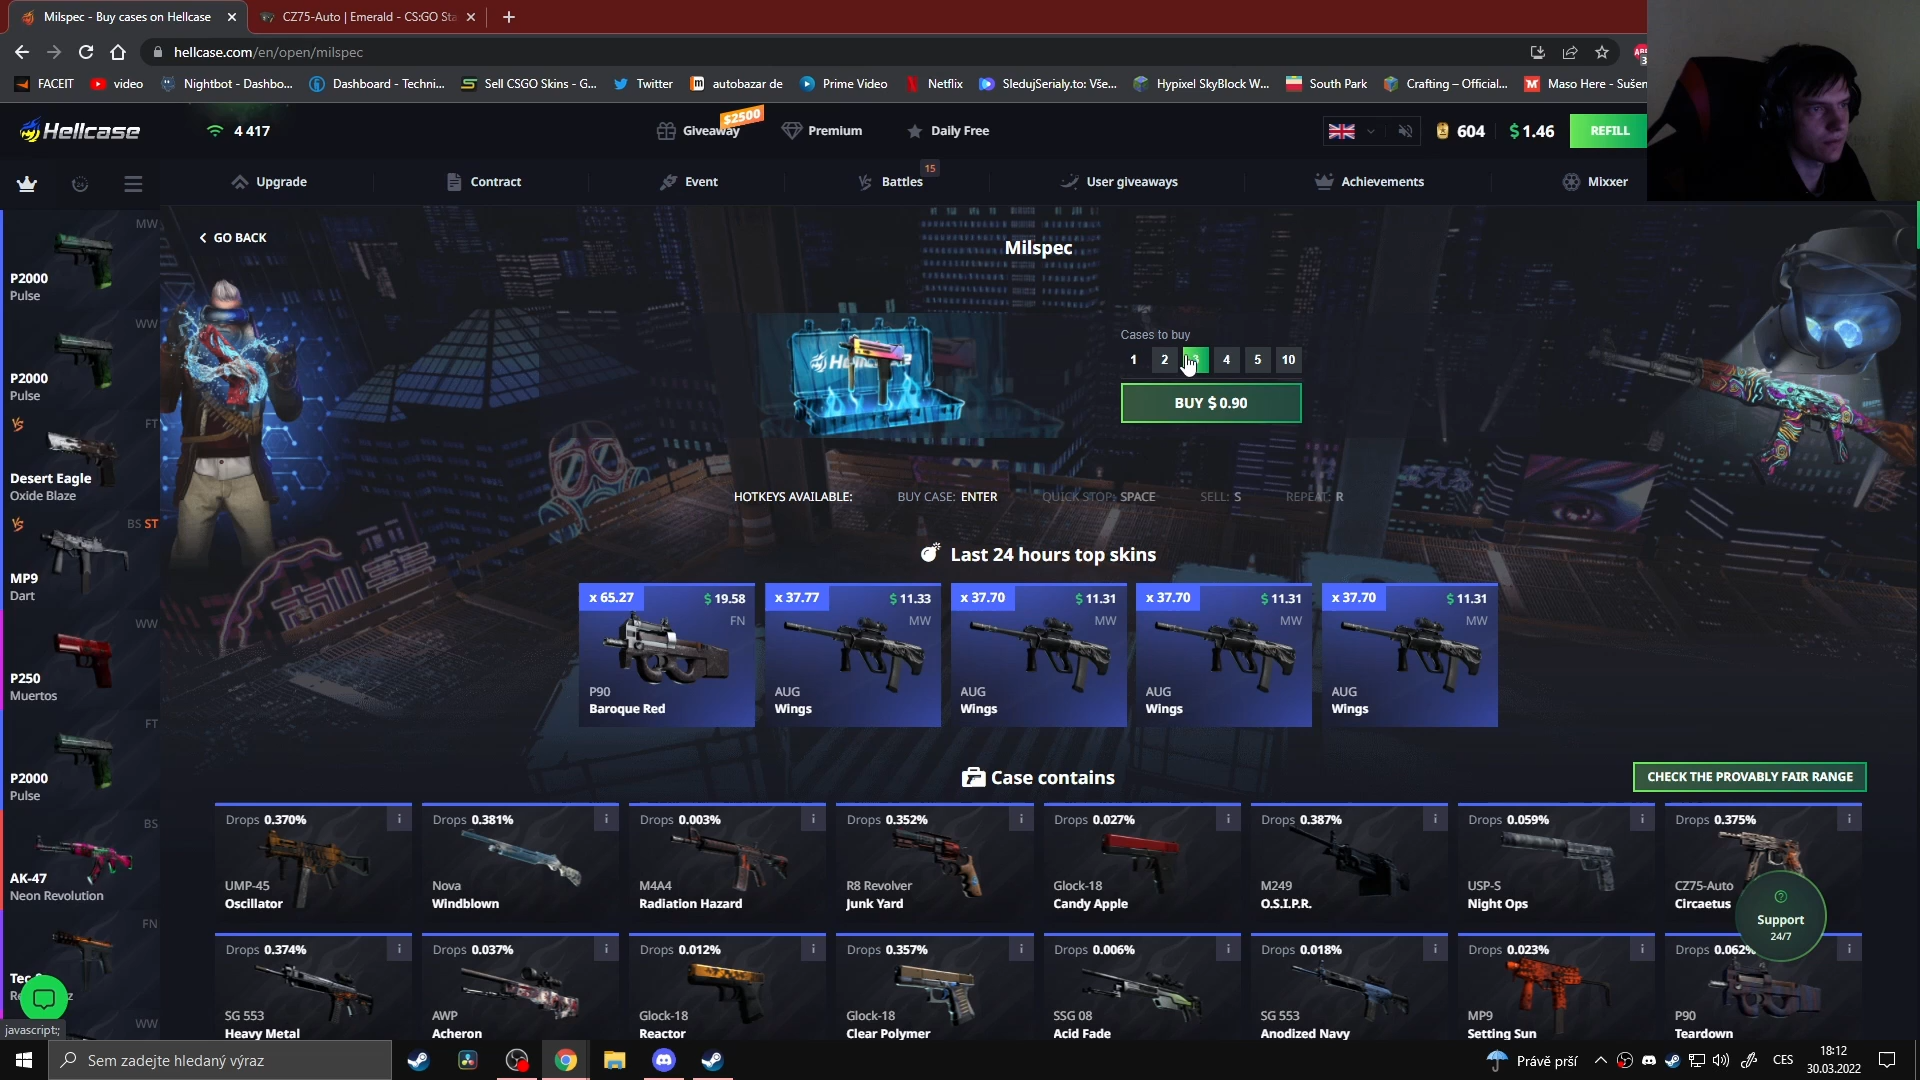 Milspec - Buy cases on Hellcase
CZ75-Auto | Emerald - CS:GO Sta
hellcase.com/en/open/milspec
FACEIT
video
Nightbot - Dashbo...
Dashboard - Techni...
Sell CSGO Skins - G...
Twitter
autobazar de
Prime Video
Netflix
SledujSerialy.to: Vše...
Hypixel SkyBlock W...
South Park
Crafting – Official...
Maso Here - Sušen
Hellcase
4 417
Giveaway
$2500
Premium
Daily Free
604
$ 1.46
REFILL
Upgrade
Contract
Event
Battles
15
User giveaways
Achievements
Mixxer
MW
P2000
Pulse
WW
P2000
Pulse
FT
Desert Eagle
Oxide Blaze
BS ST
MP9
Dart
WW
P250
Muertos
FT
P2000
Pulse
BS
AK-47
Neon Revolution
FN
WW
GO BACK
Milspec
Cases to buy
1 2 3 4 5 10
BUY $ 0.90
HOTKEYS AVAILABLE:
BUY CASE: ENTER
QUICK STOP: SPACE
SELL: S
REPEAT: R
Last 24 hours top skins
x 65.27
$ 19.58
FN
P90
Baroque Red
x 37.77
$ 11.33
MW
AUG
Wings
x 37.70
$ 11.31
MW
AUG
Wings
x 37.70
$ 11.31
MW
AUG
Wings
x 37.70
$ 11.31
MW
AUG
Wings
Case contains
CHECK THE PROVABLY FAIR RANGE
Drops 0.370%
UMP-45
Oscillator
Drops 0.381%
Nova
Windblown
Drops 0.003%
M4A4
Radiation Hazard
Drops 0.352%
R8 Revolver
Junk Yard
Drops 0.027%
Glock-18
Candy Apple
Drops 0.387%
M249
O.S.I.P.R.
Drops 0.059%
USP-S
Night Ops
Drops 0.375%
CZ75-Auto
Circaetus
Drops 0.374%
SG 553
Heavy Metal
Drops 0.037%
AWP
Acheron
Drops 0.012%
Glock-18
Reactor
Drops 0.357%
Glock-18
Clear Polymer
Drops 0.006%
SSG 08
Acid Fade
Drops 0.018%
SG 553
Anodized Navy
Drops 0.023%
MP9
Setting Sun
Drops 0.062%
P90
Teardown
Support
24/7
javascript:;
Sem zadejte hledaný výraz
Právě prší
CES
18:12
30.03.2022